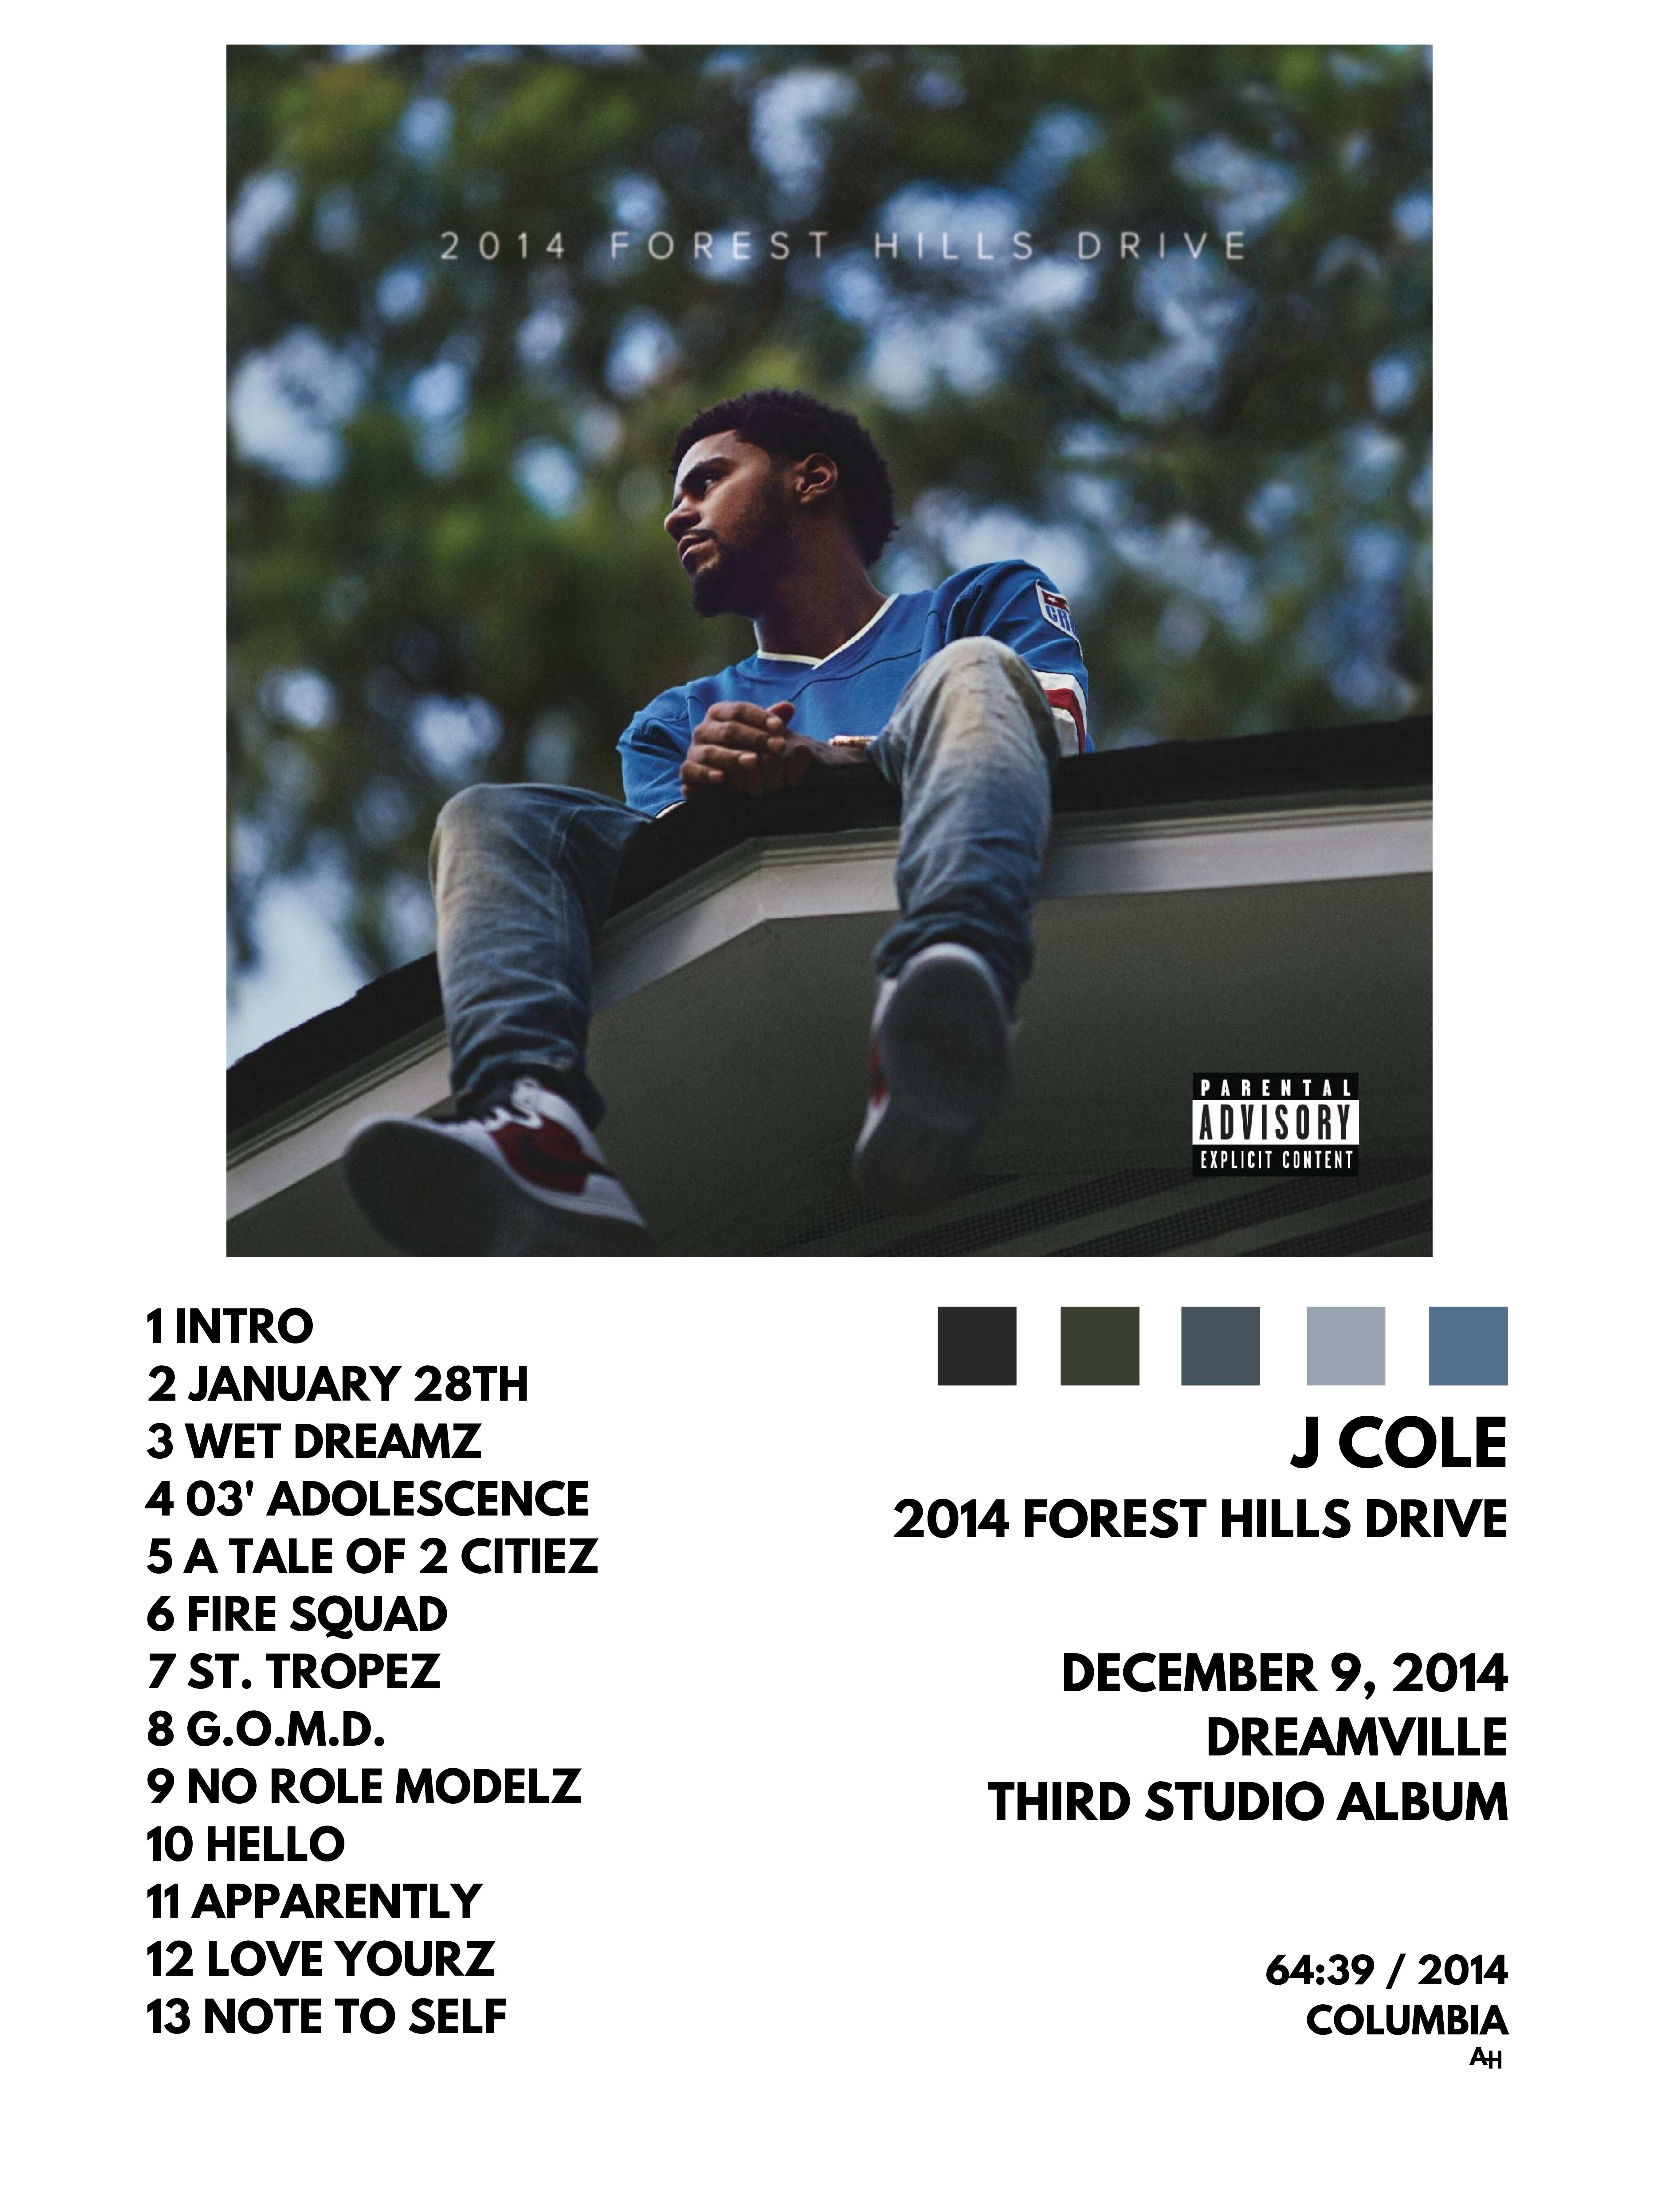 2014 FOREST HILLS DRIVE
PARENTAL
ADVISORY
EXPLICIT CONTENT
1 INTRO
2 JANUARY 28TH
3 WET DREAMZ
4 03' ADOLESCENCE
5 A TALE OF 2 CITIEZ
6 FIRE SQUAD
7 ST. TROPEZ
8 G.O.M.D.
9 NO ROLE MODELZ
10 HELLO
11 APPARENTLY
12 LOVE YOURZ
13 NOTE TO SELF
J COLE
2014 FOREST HILLS DRIVE
DECEMBER 9, 2014
DREAMVILLE
THIRD STUDIO ALBUM
64:39 / 2014
COLUMBIA
AH